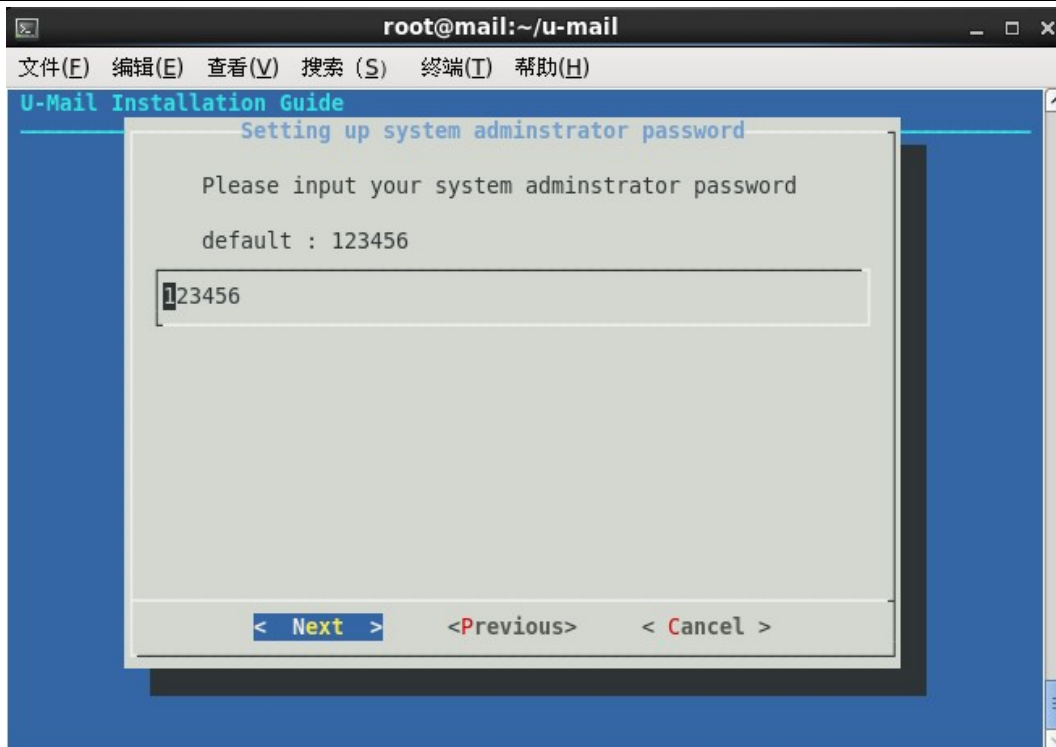 root@mail:~/u-mail
文件(F) 编辑(E) 查看(V) 搜索 (S) 终端(T) 帮助(H)
U-Mail Installation Guide
Setting up system adminstrator password
Please input your system adminstrator password
default : 123456
123456
< Next > <Previous> < Cancel >